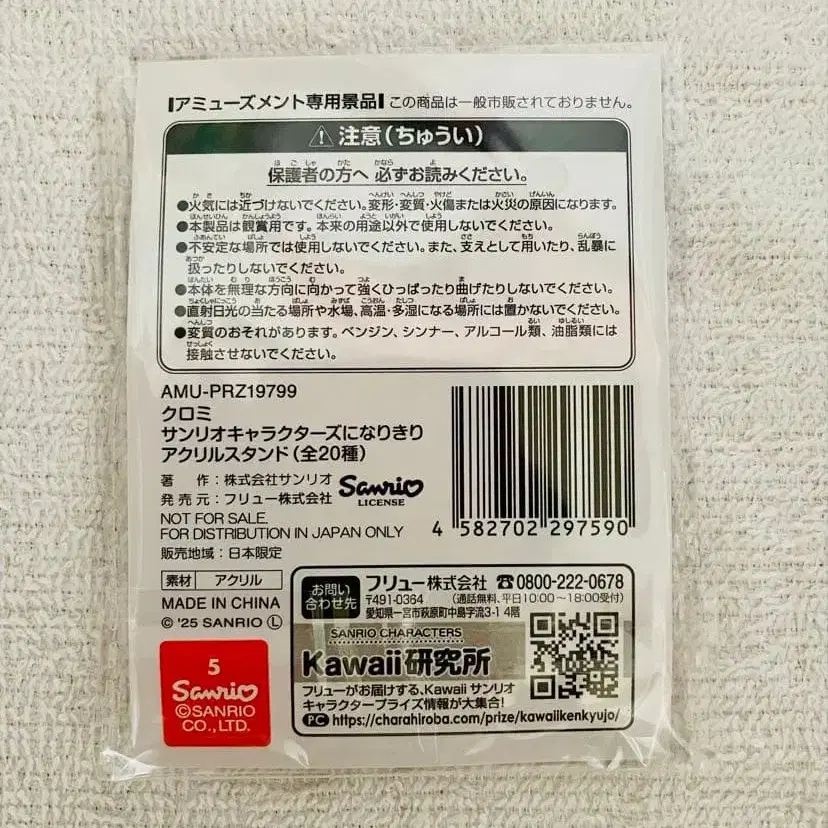 アミューズメント専用景品 この商品は一般市販されておりません。
注意(ちゅうい)
保護者の方へ 必ずお読みください。
●火気には近づけないでください。変形・変質・火傷または火災の原因になります。
●本製品は観賞用です。本来の用途以外で使用しないでください。
●不安定な場所では使用しないでください。また、支えとして用いたり、乱暴に
扱ったりしないでください。
●本体を無理な方向に向かって強くひっぱったり曲げたりしないでください。
●直射日光の当たる場所や水場、高温・多湿になる場所には置かないでください。
●変質のおそれがあります。ベンジン、シンナー、アルコール類、油脂類には
接触させないでください。
AMU-PRZ19799
クロミ
サンリオキャラクターズになりきり
アクリルスタンド(全20種)
著作:株式会社サンリオ
発売元:フリュー株式会社
Sanrio
LICENSE
NOT FOR SALE.
FOR DISTRIBUTION IN JAPAN ONLY
販売地域:日本限定
4 582702 297590
素材 アクリル
MADE IN CHINA
©'25 SANRIO Ⓛ
5
Sanrio
©SANRIO
CO.,LTD.
お問い
合わせ先
フリュー株式会社 ☎0800-222-0678
〒491-0364 (通話無料、平日10:00~18:00受付)
愛知県一宮市萩原町中島字流3-1 4階
SANRIO CHARACTERS
Kawaii研究所
フリューがお届けする、Kawaii サンリオ
キャラクタープライズ情報が大集合!
PC https://charahiroba.com/prize/kawaiikenkyujo/